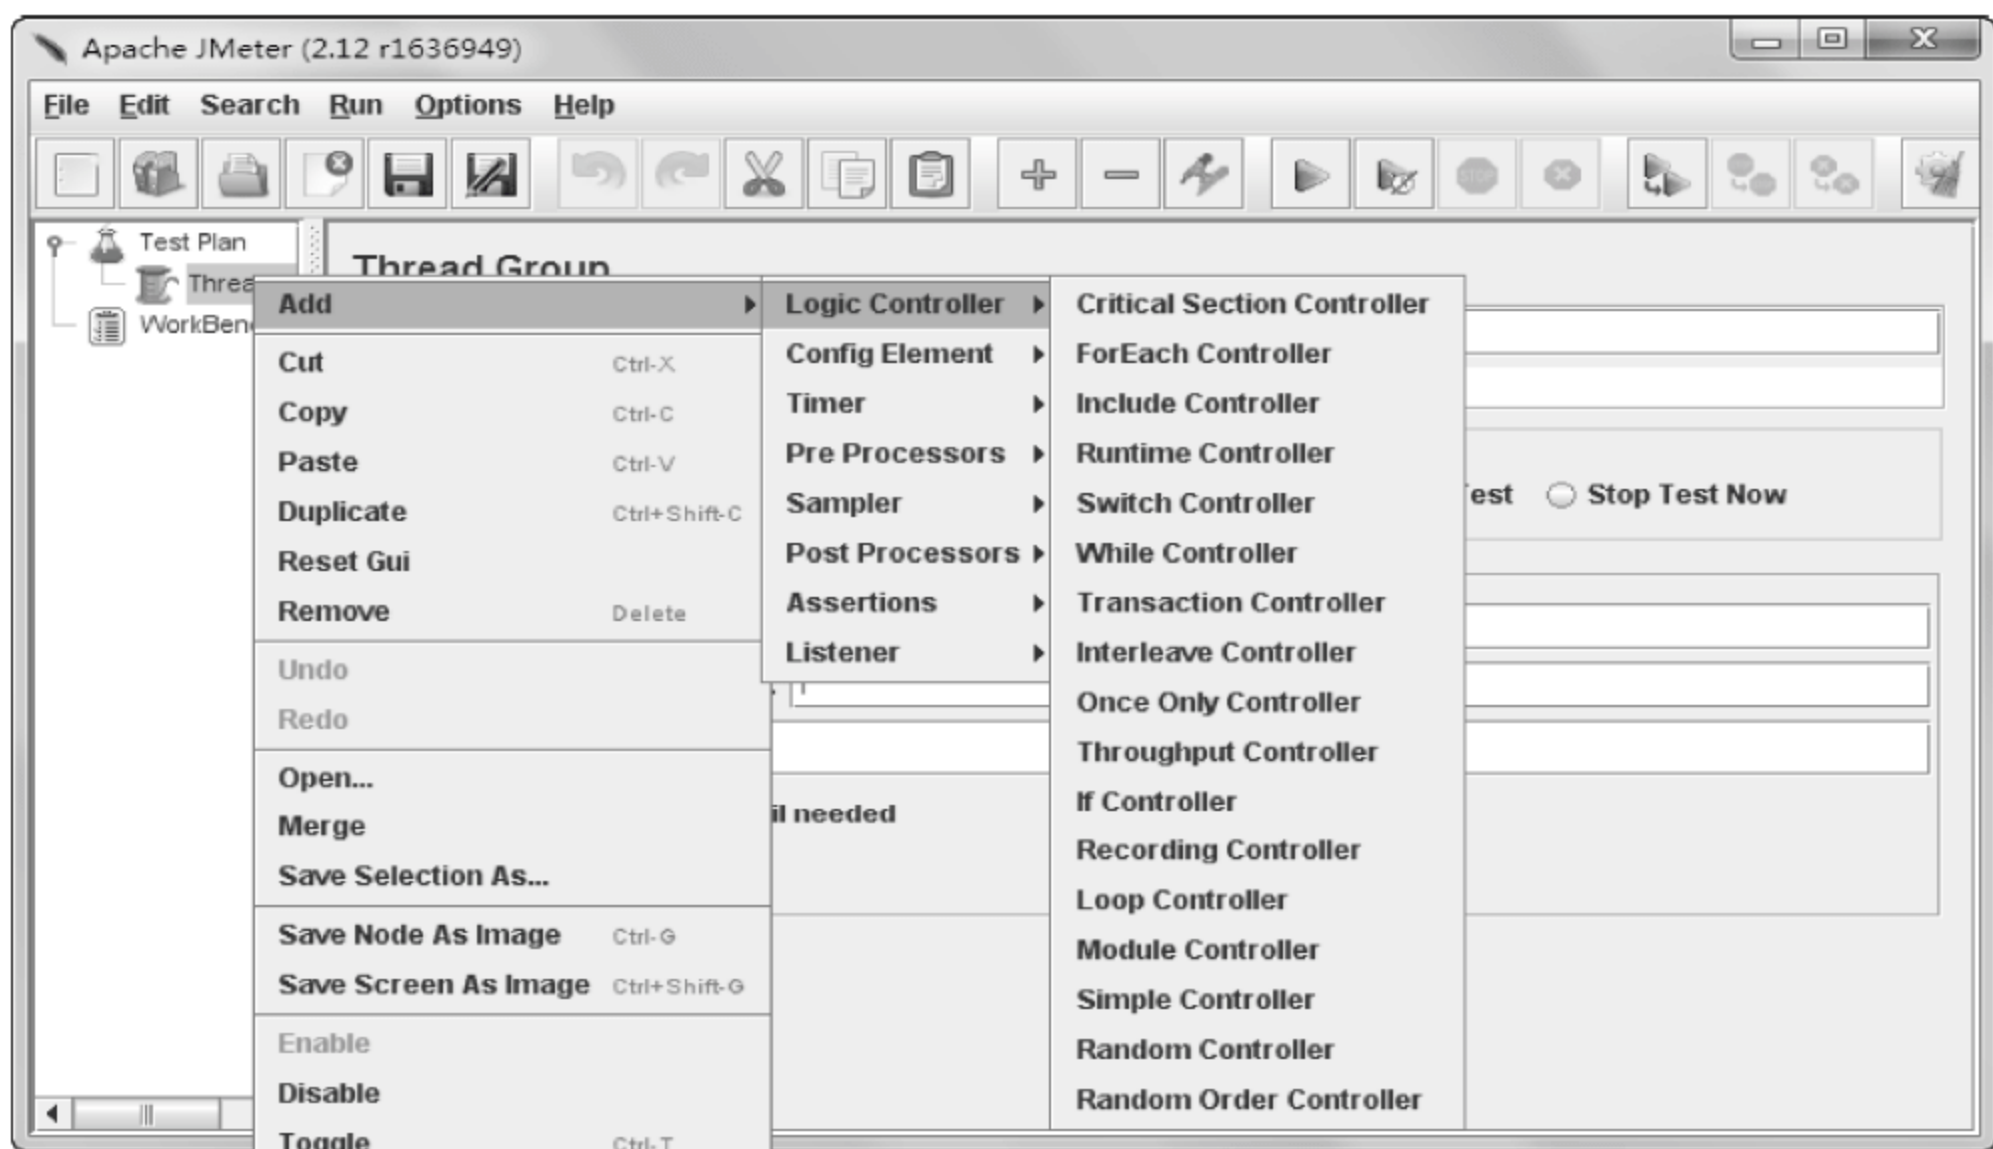 Apache JMeter (2.12 r1636949)
File Edit Search Run Options Help
STOP
Test Plan
Threa
WorkBen
Thread Group
Add
Cut Ctrl-X
Copy Ctrl-C
Paste Ctrl-V
Duplicate Ctrl+Shift-C
Reset Gui
Remove Delete
Undo
Redo
Open...
Merge
Save Selection As...
Save Node As Image Ctrl-G
Save Screen As Image Ctrl+Shift-G
Enable
Disable
Toggle Ctrl-T
Logic Controller
Config Element
Timer
Pre Processors
Sampler
Post Processors
Assertions
Listener
Critical Section Controller
ForEach Controller
Include Controller
Runtime Controller
Switch Controller
While Controller
Transaction Controller
Interleave Controller
Once Only Controller
Throughput Controller
If Controller
Recording Controller
Loop Controller
Module Controller
Simple Controller
Random Controller
Random Order Controller
est Stop Test Now
il needed